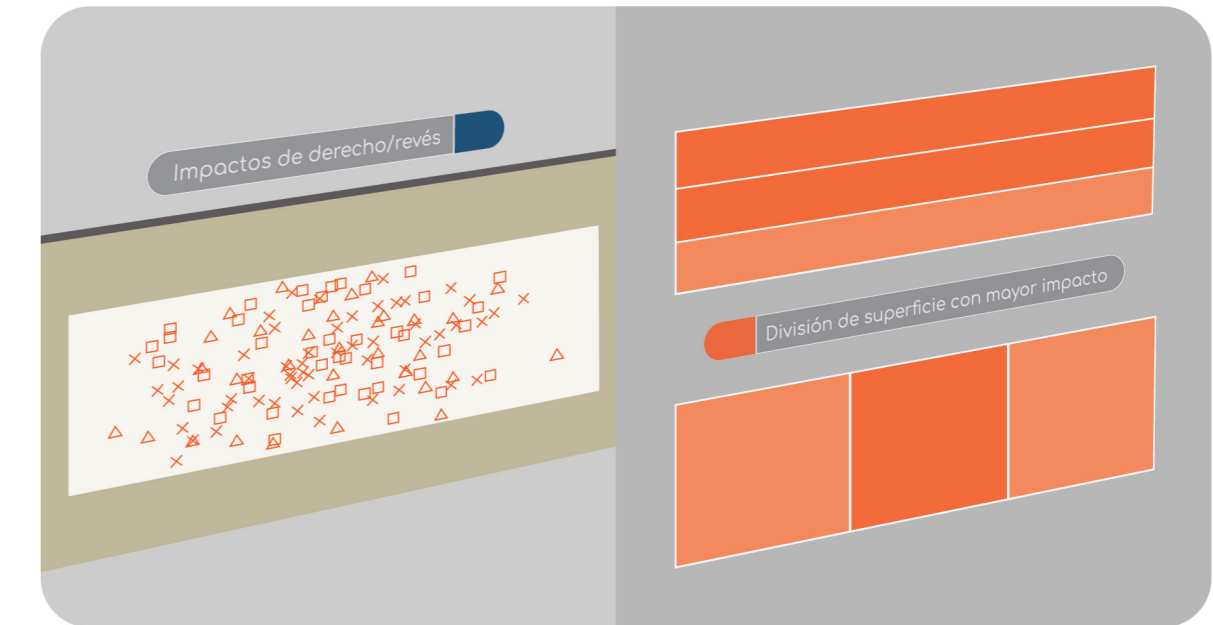 Impactos de derecho/revés
División de superficie con mayor impacto